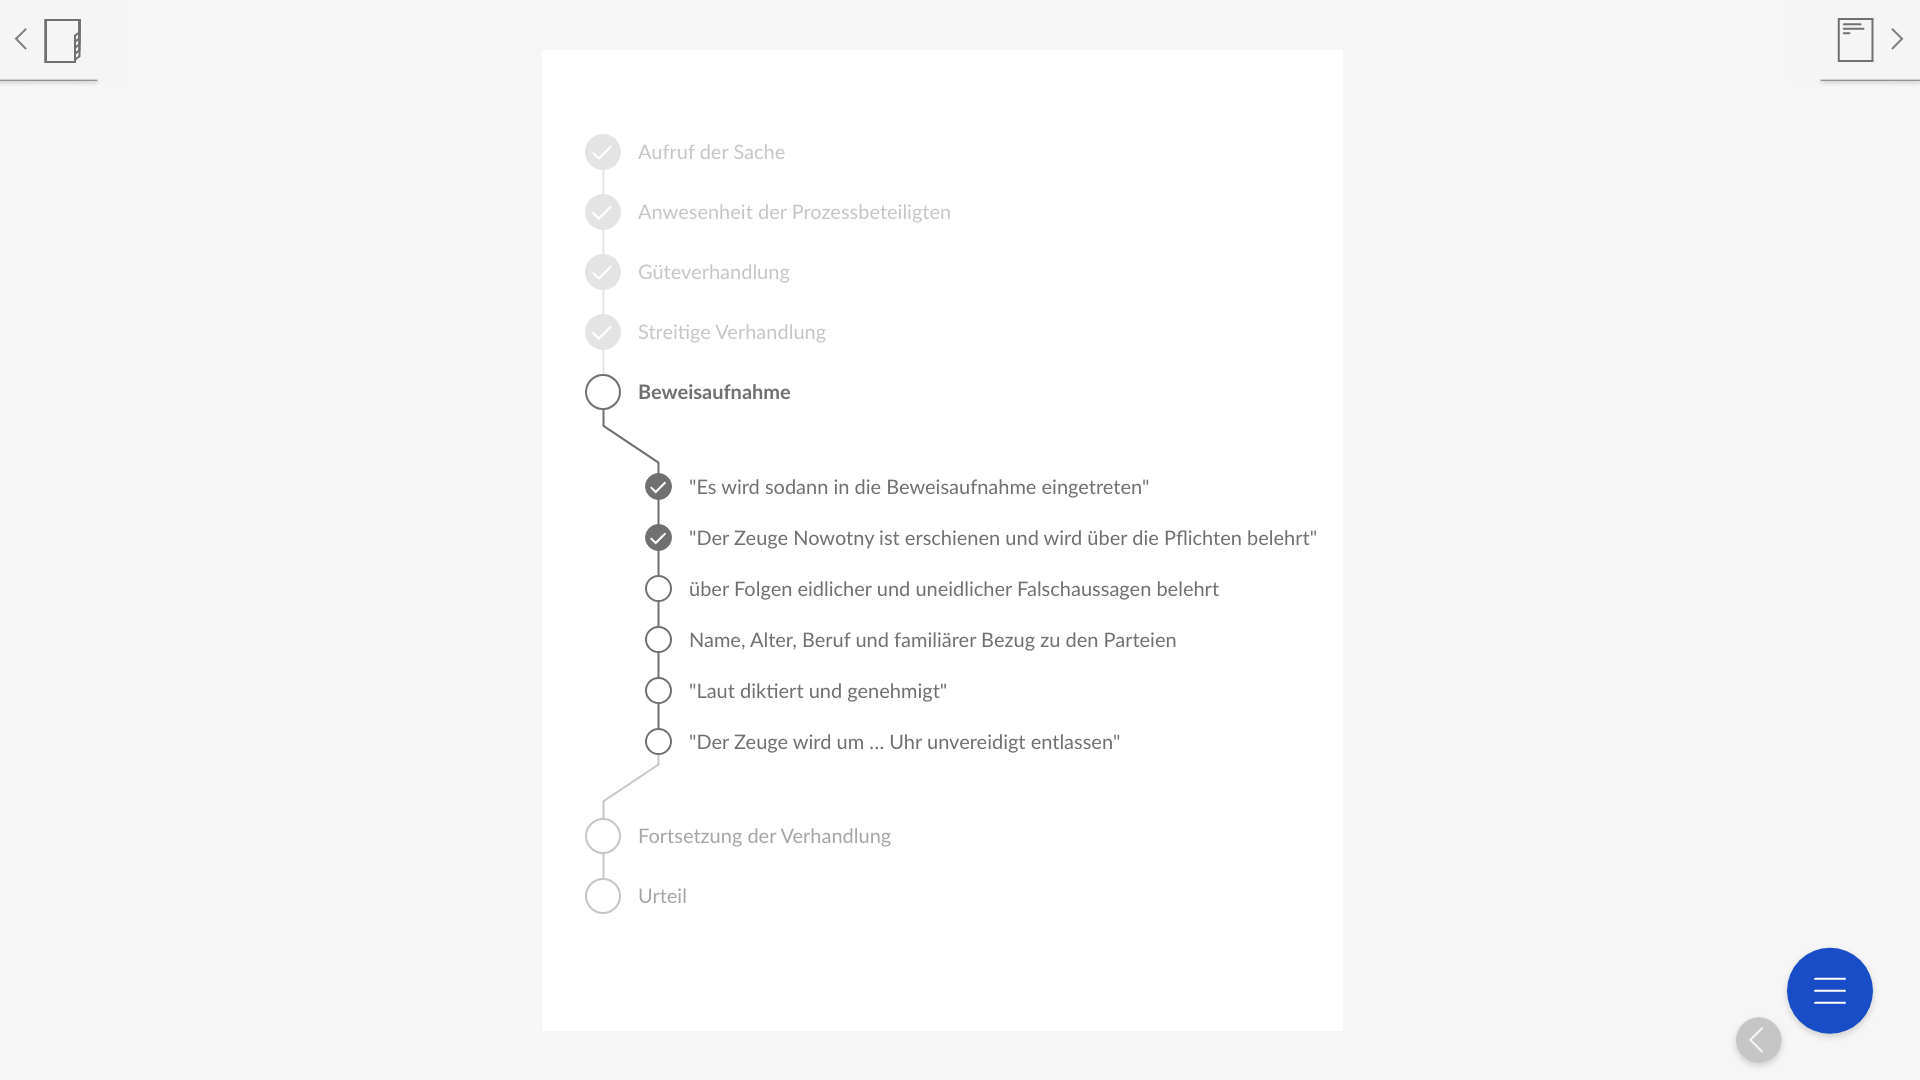 Aufruf der Sache
Anwesenheit der Prozessbeteiligten
Güteverhandlung
Streitige Verhandlung
Beweisaufnahme
"Es wird sodann in die Beweisaufnahme eingetreten"
"Der Zeuge Nowotny ist erschienen und wird über die Pflichten belehrt"
über Folgen eidlicher und uneidlicher Falschaussagen belehrt
Name, Alter, Beruf und familiärer Bezug zu den Parteien
"Laut diktiert und genehmigt"
"Der Zeuge wird um ... Uhr unvereidigt entlassen"
Fortsetzung der Verhandlung
Urteil